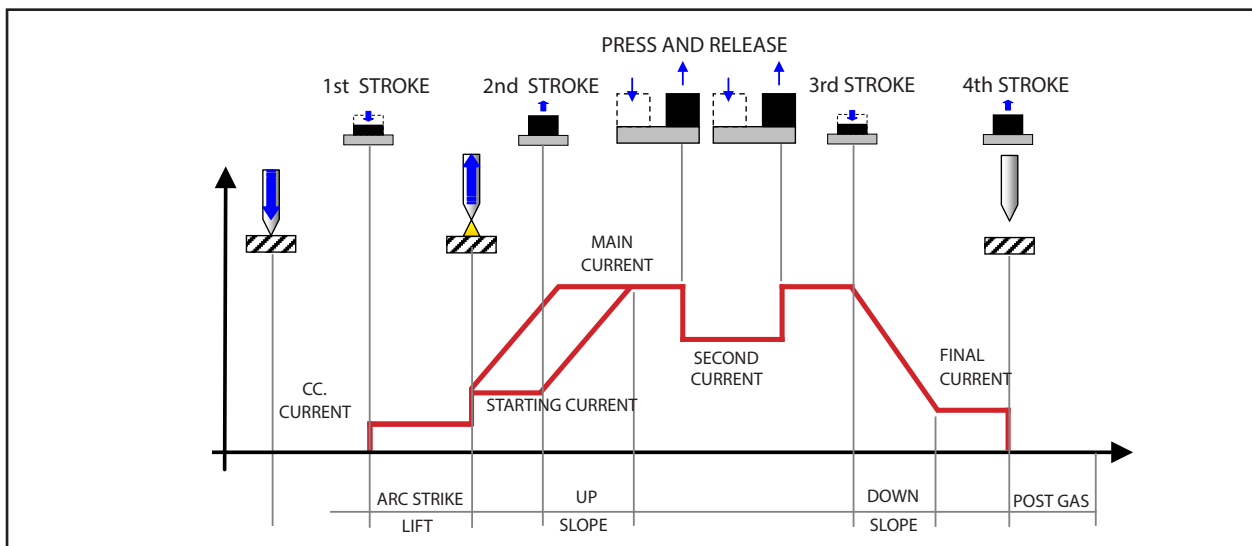 PRESS AND RELEASE
1st STROKE
2nd STROKE
3rd STROKE
4th STROKE
MAIN
CURRENT
SECOND
CURRENT
FINAL
CURRENT
CC.
CURRENT
STARTING CURRENT
ARC STRIKE
LIFT
UP
SLOPE
DOWN
SLOPE
POST GAS